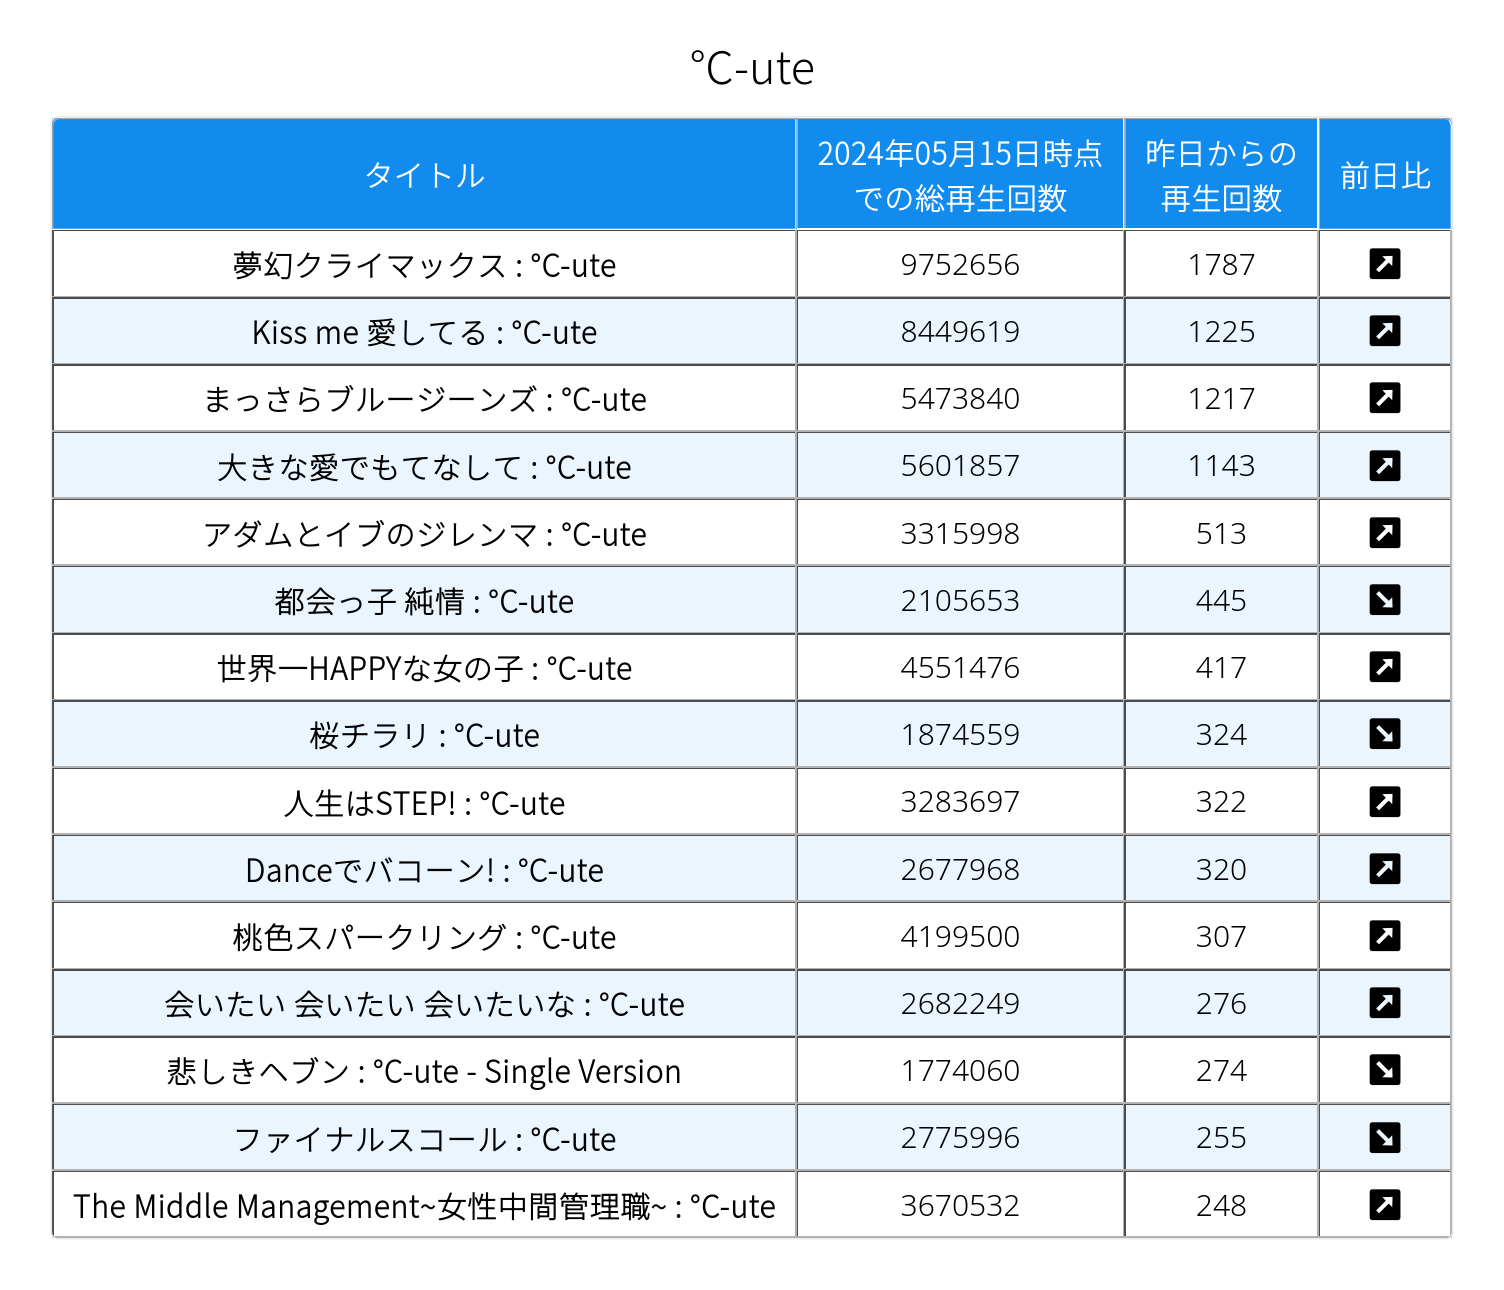 ℃-ute
タイトル 2024年05月15日時点 昨日からの 前日比
での総再生回数 再生回数
夢幻クライマックス : ℃-ute 9752656 1787 ↗
Kiss me 愛してる : ℃-ute 8449619 1225 ↗
まっさらブルージーンズ : ℃-ute 5473840 1217 ↗
大きな愛でもてなして : ℃-ute 5601857 1143 ↗
アダムとイブのジレンマ : ℃-ute 3315998 513 ↗
都会っ子 純情 : ℃-ute 2105653 445 ↘
世界一HAPPYな女の子 : ℃-ute 4551476 417 ↗
桜チラリ : ℃-ute 1874559 324 ↘
人生はSTEP! : ℃-ute 3283697 322 ↗
Danceでバコーン! : ℃-ute 2677968 320 ↗
桃色スパークリング : ℃-ute 4199500 307 ↗
会いたい 会いたい 会いたいな : ℃-ute 2682249 276 ↗
悲しきヘブン : ℃-ute - Single Version 1774060 274 ↘
ファイナルスコール : ℃-ute 2775996 255 ↘
The Middle Management~女性中間管理職~ : ℃-ute 3670532 248 ↗